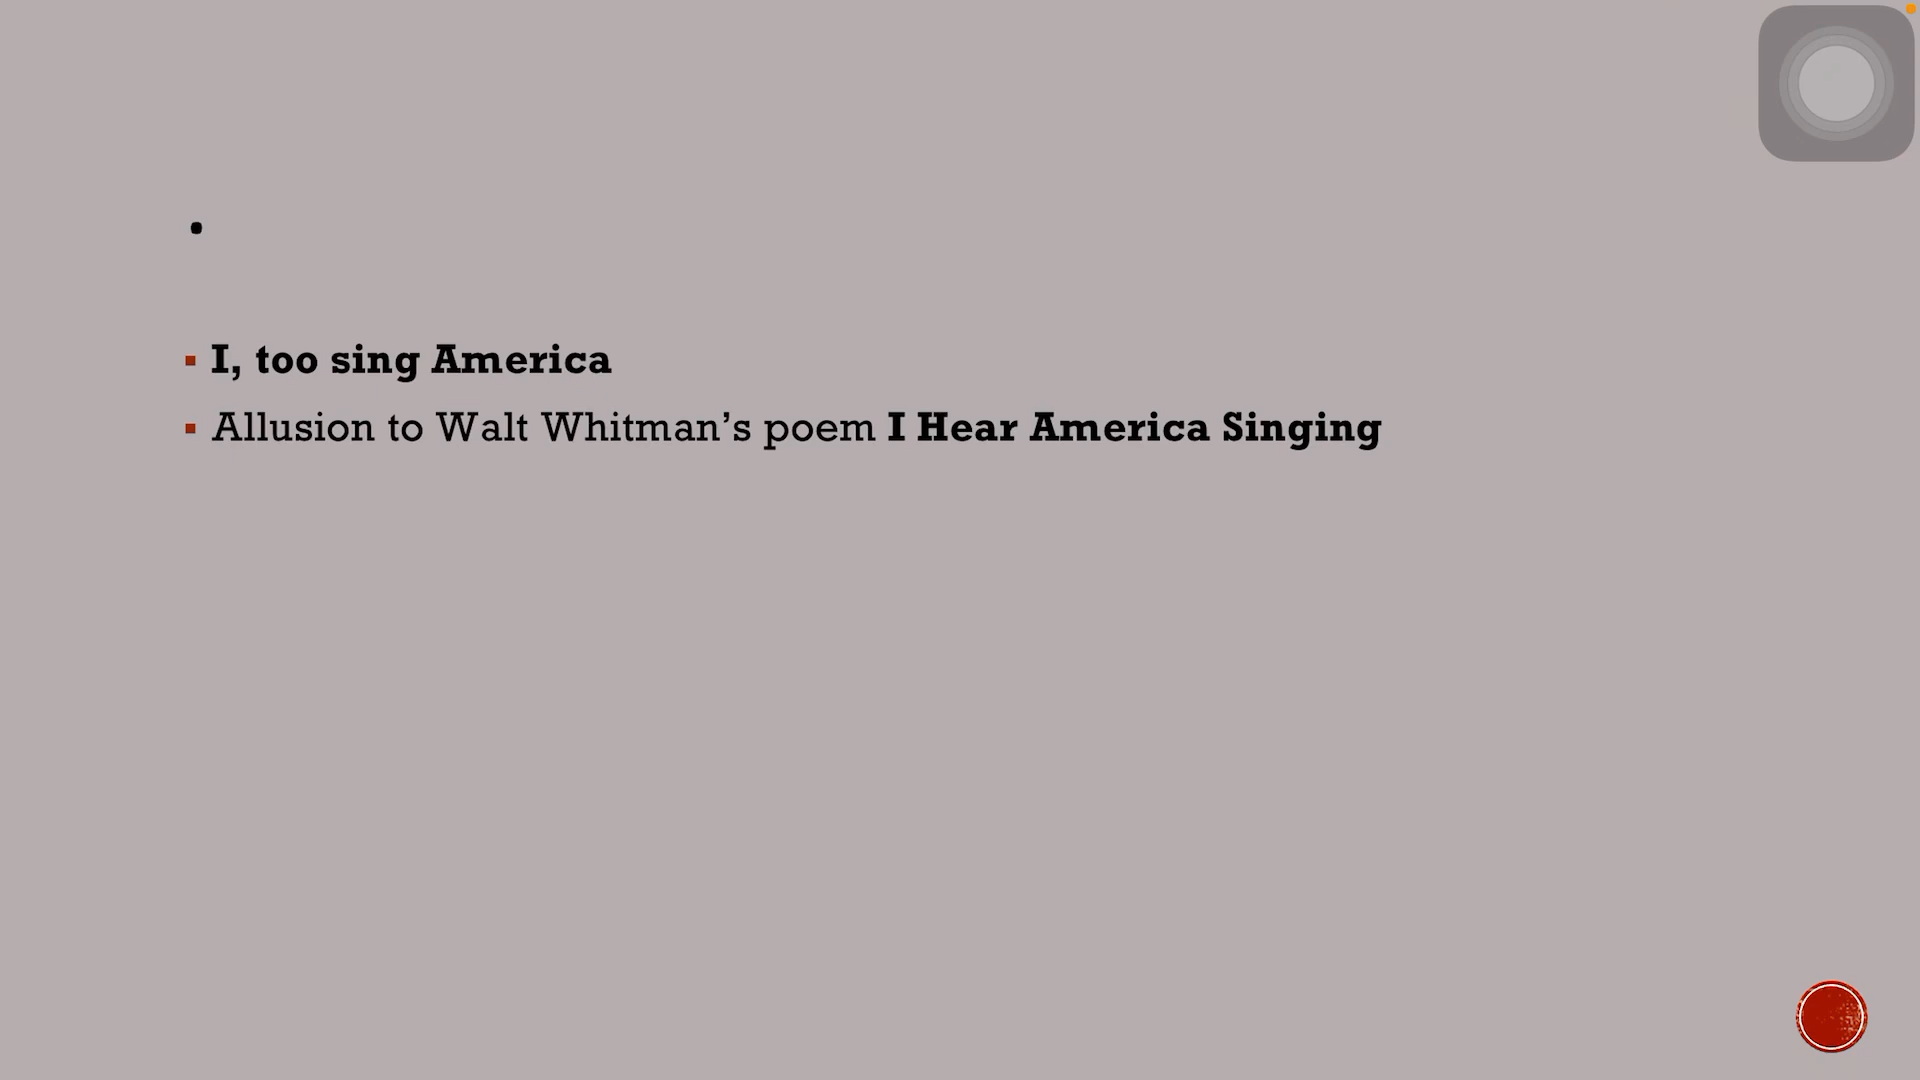 .
I, too sing America
Allusion to Walt Whitman’s poem I Hear America Singing